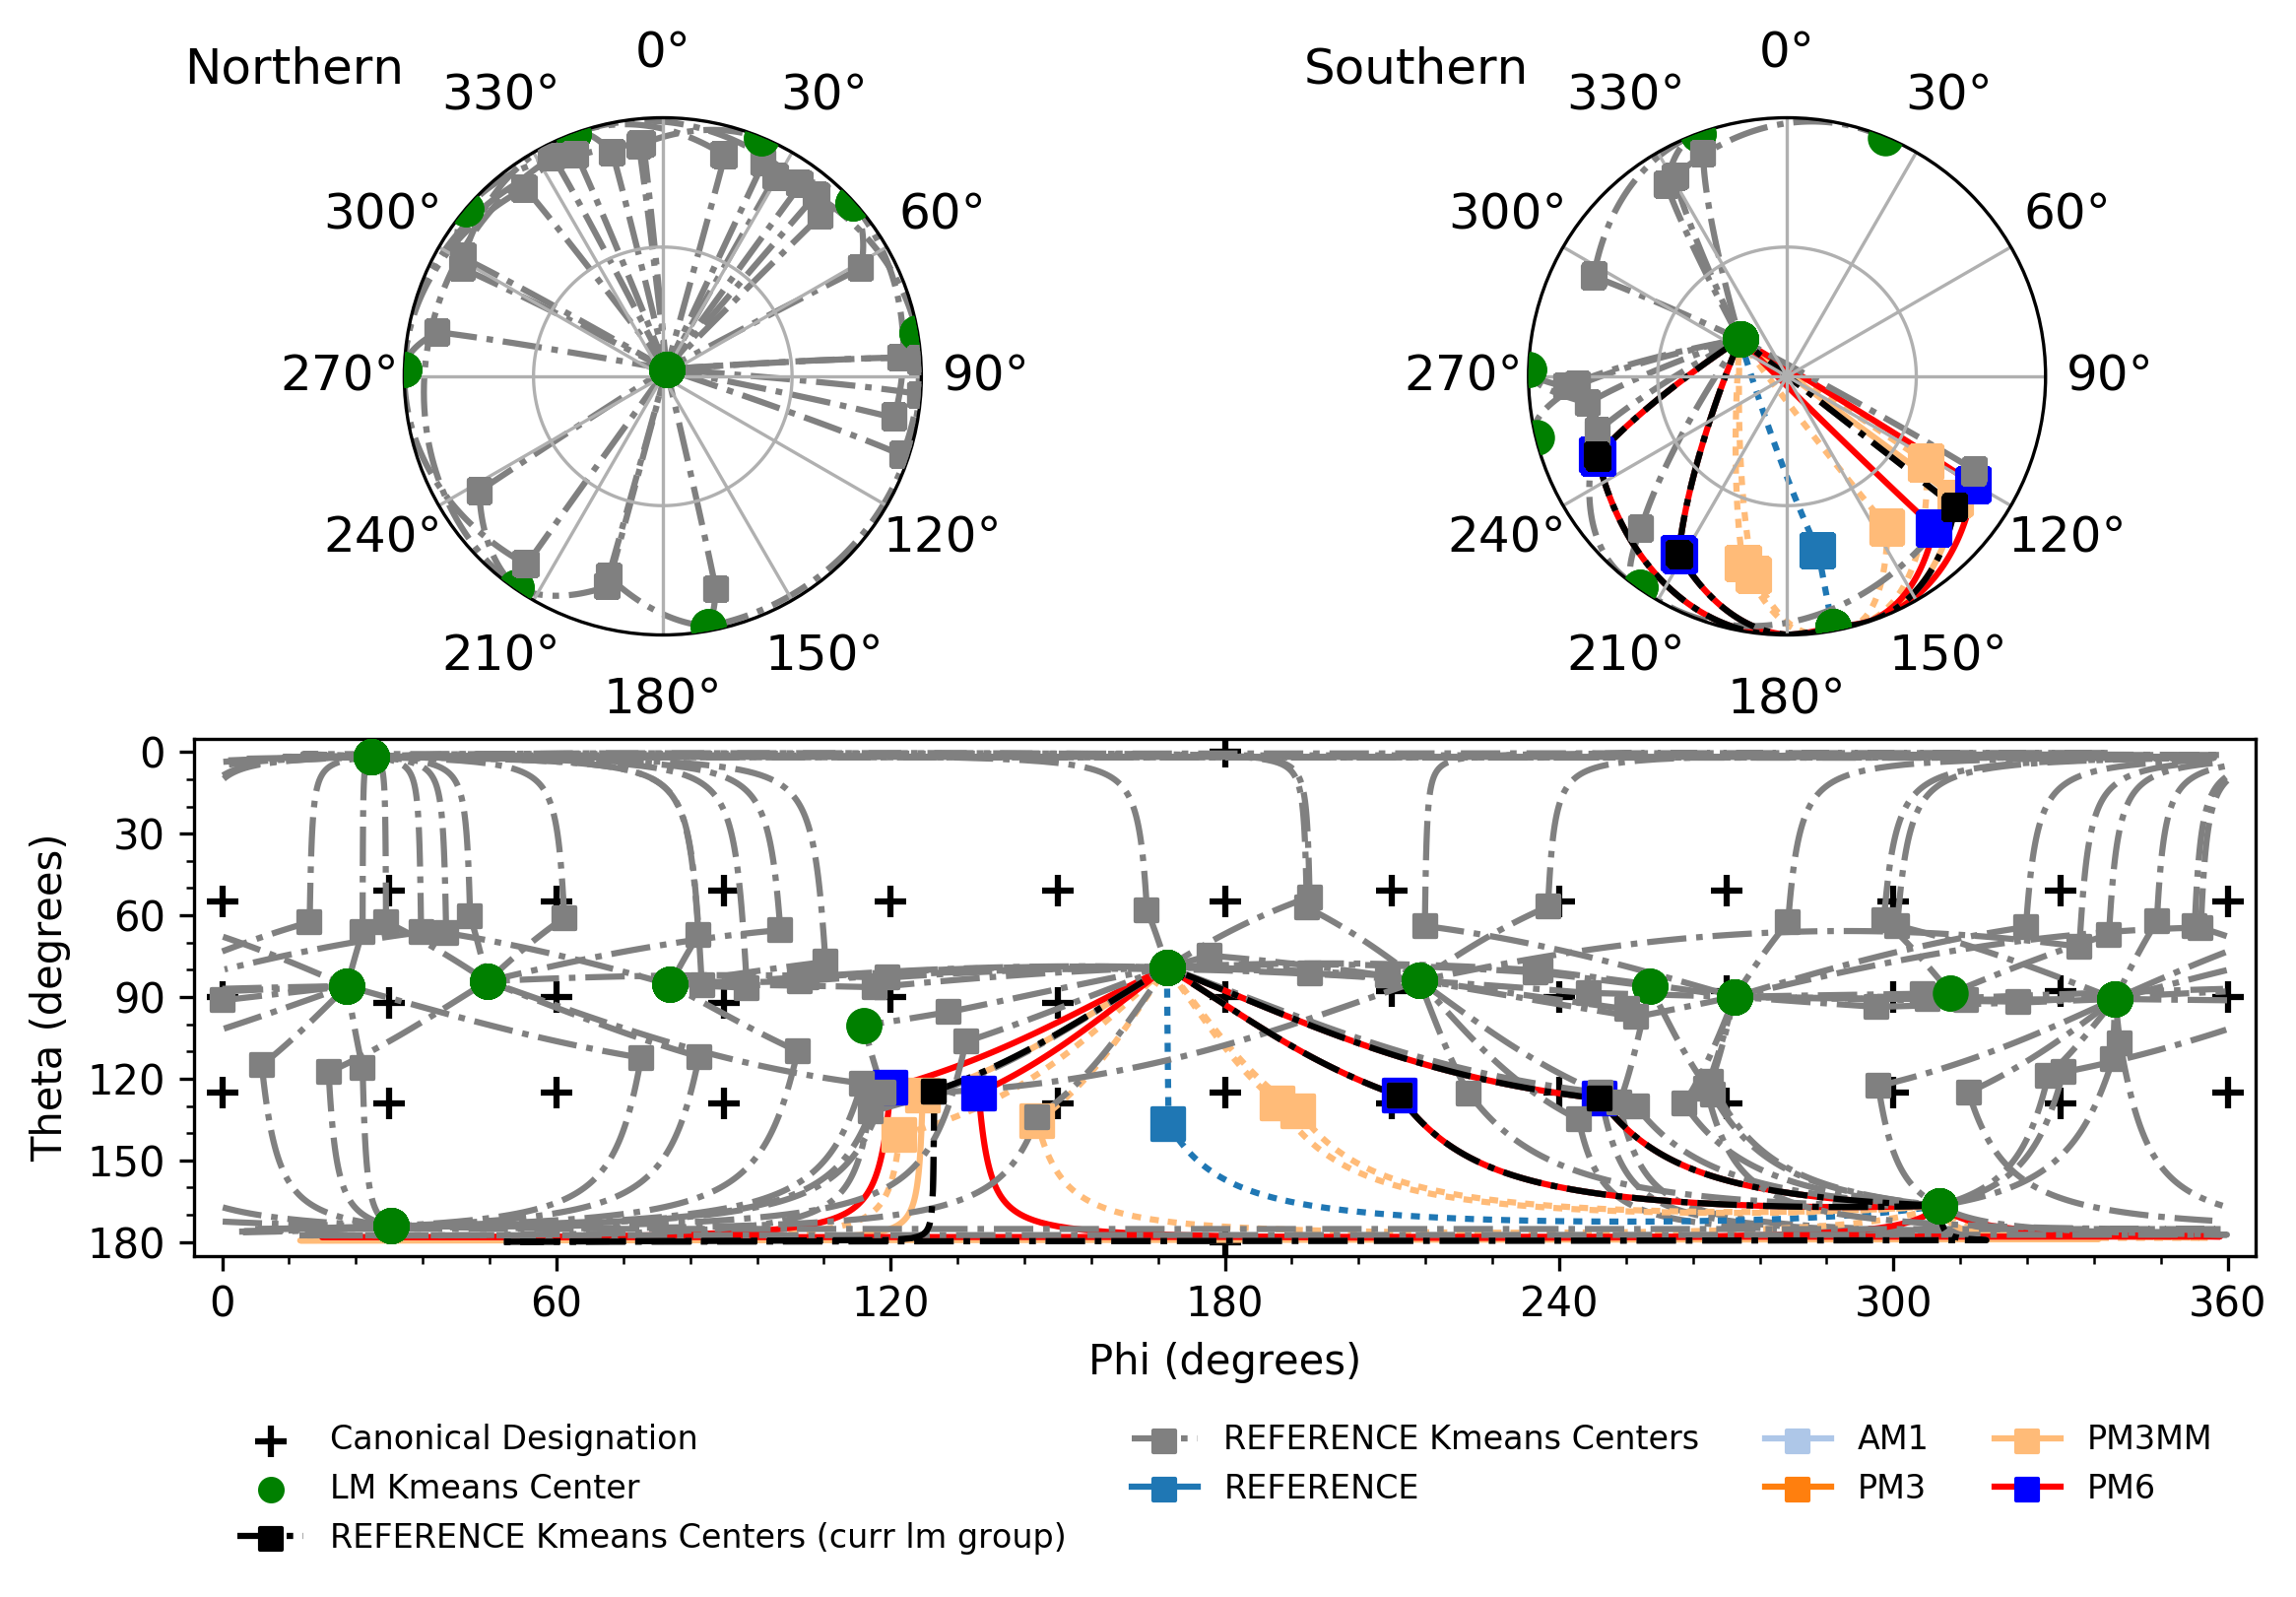 Northern
0°
30°
60°
90°
120°
150°
180°
210°
240°
270°
300°
330°
Southern
0°
30°
60°
90°
120°
150°
180°
210°
240°
270°
300°
330°
Theta (degrees)
0
30
60
90
120
150
180
0 60 120 180 240 300 360
Phi (degrees)
Canonical Designation
LM Kmeans Center
REFERENCE Kmeans Centers (curr lm group)
REFERENCE Kmeans Centers
REFERENCE
AM1
PM3
PM3MM
PM6